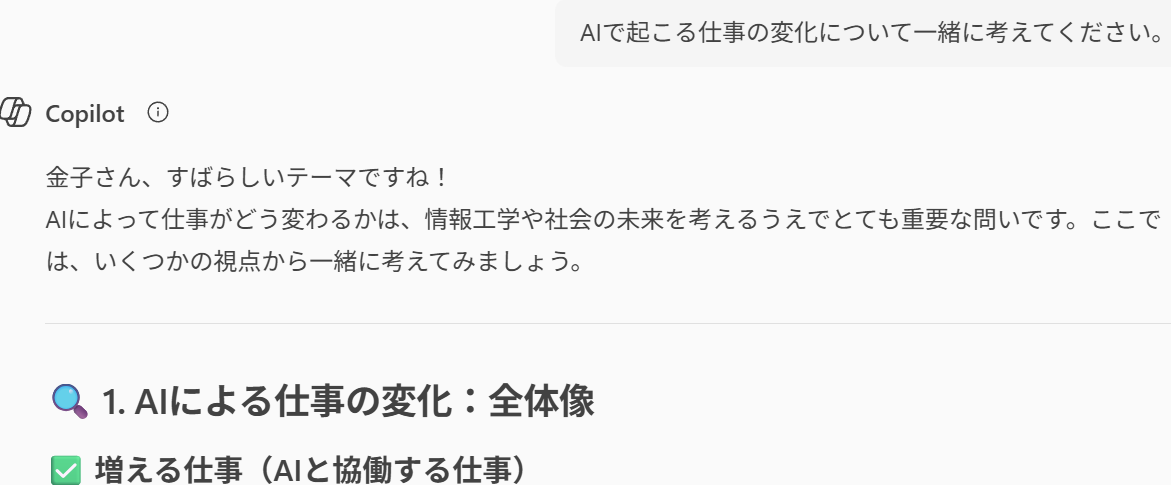 AIで起こる仕事の変化について一緒に考えてください。
Copilot
金子さん、すばらしいテーマですね！
AIによって仕事がどう変わるかは、情報工学や社会の未来を考えるうえでとても重要な問いです。ここで
は、いくつかの視点から一緒に考えてみましょう。
🔍 1. AIによる仕事の変化：全体像
✅ 増える仕事（AIと協働する仕事）